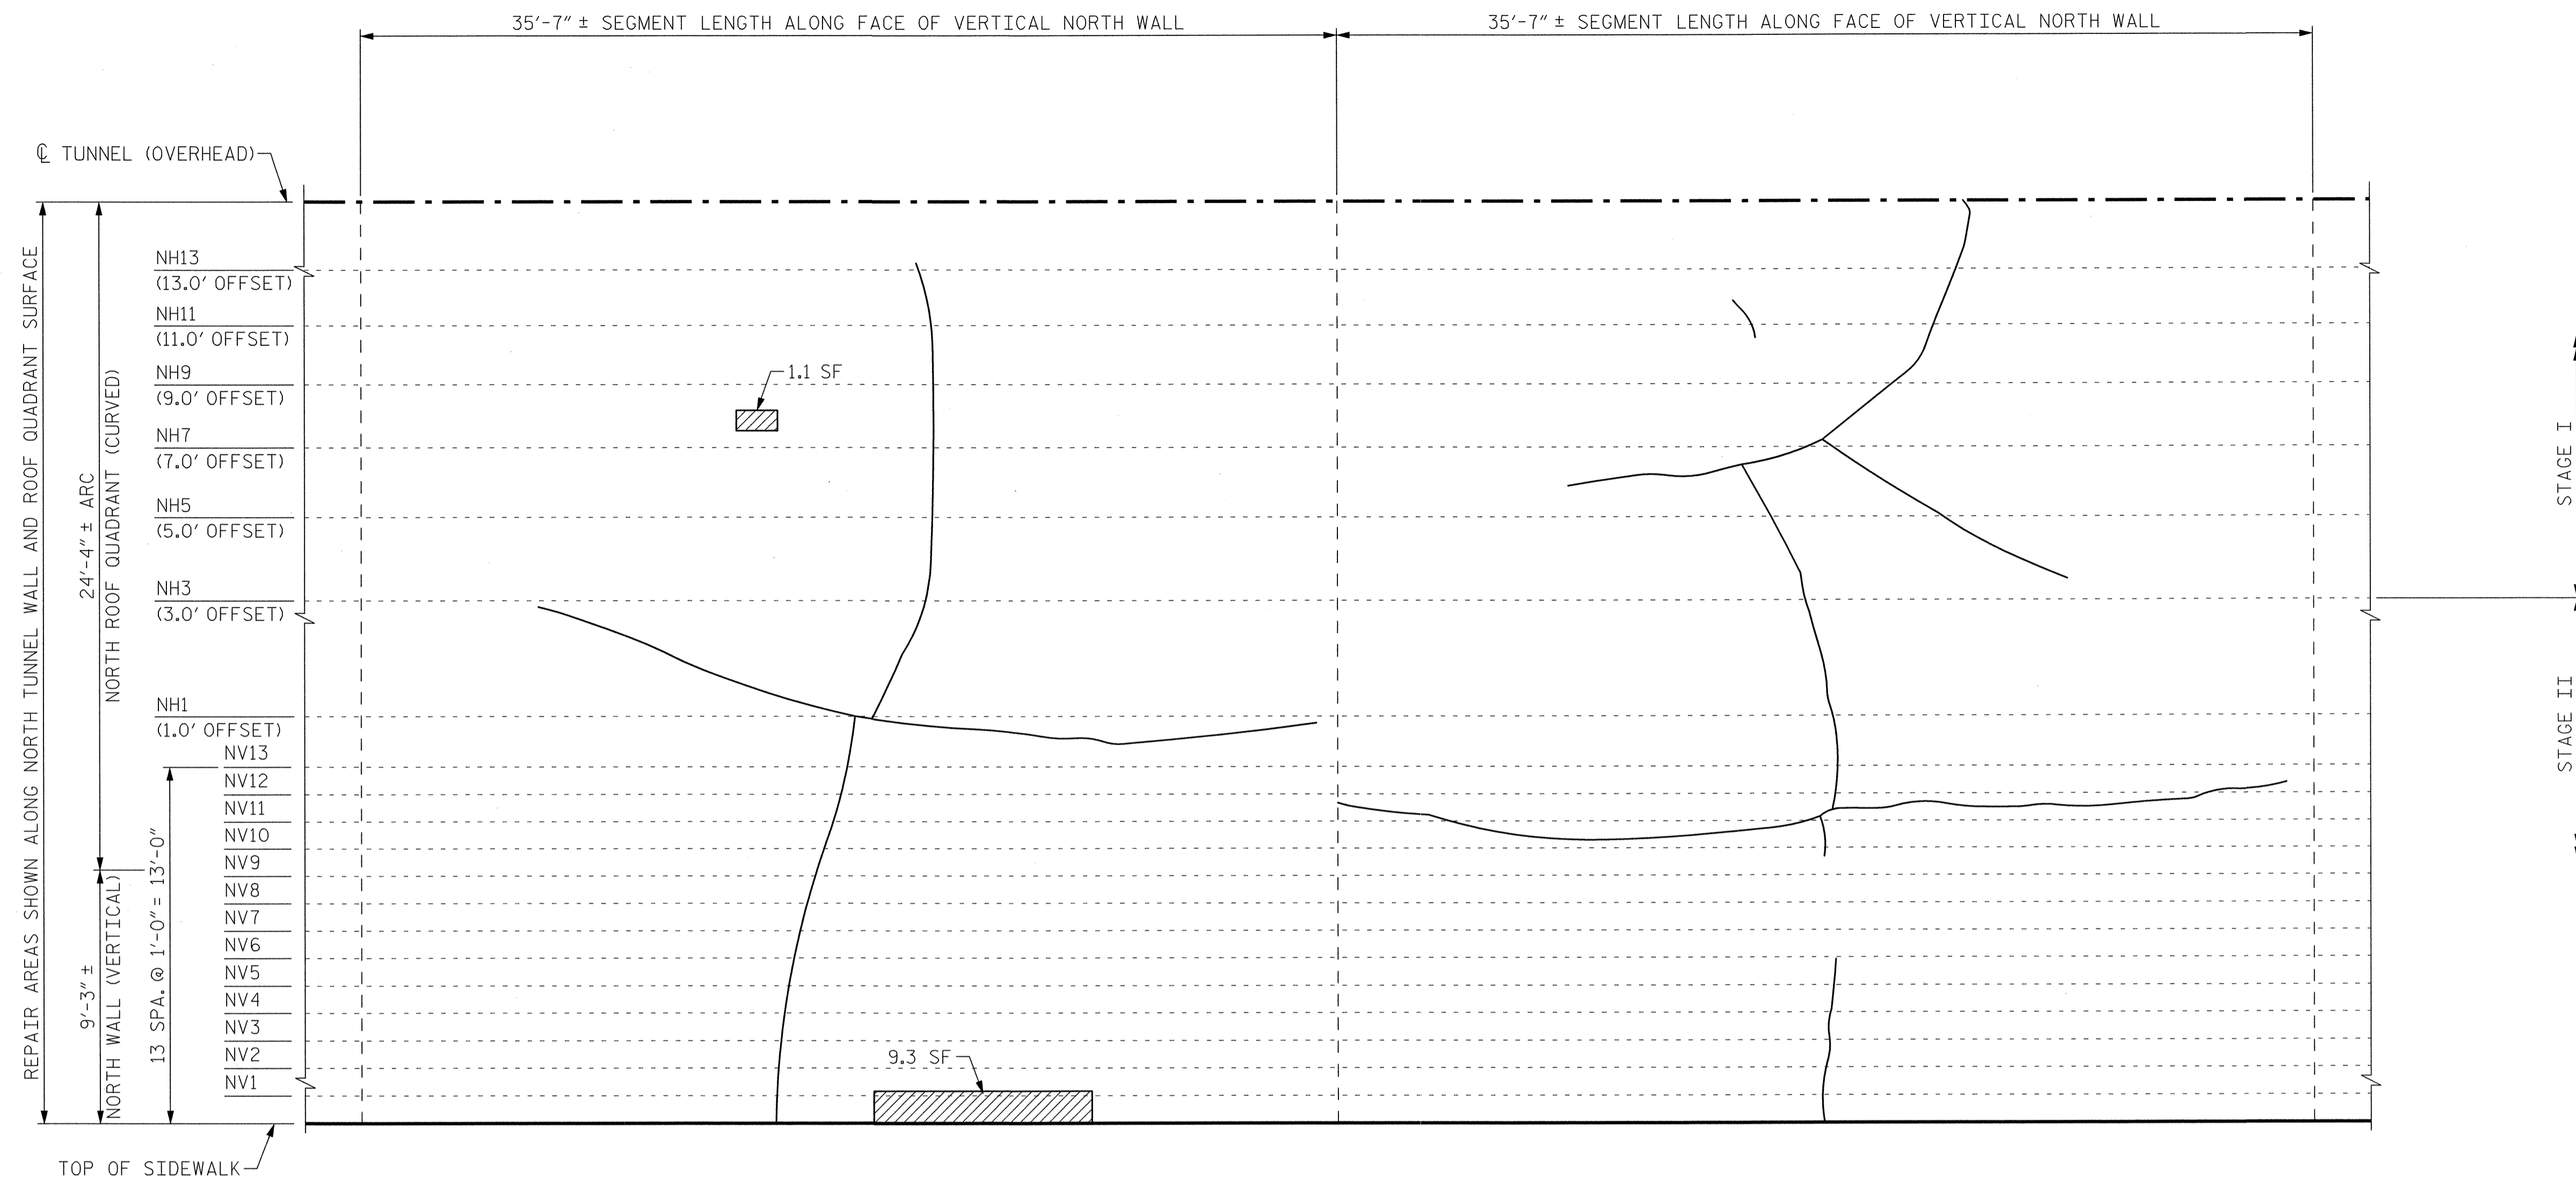 35'-7" ± SEGMENT LENGTH ALONG FACE OF VERTICAL NORTH WALL
35'-7" ± SEGMENT LENGTH ALONG FACE OF VERTICAL NORTH WALL
℄ TUNNEL (OVERHEAD)
REPAIR AREAS SHOWN ALONG NORTH TUNNEL WALL AND ROOF QUADRANT SURFACE
24'-4" ± ARC
NORTH ROOF QUADRANT (CURVED)
9'-3" ±
NORTH WALL (VERTICAL)
13 SPA. @ 1'-0" = 13'-0"
NH13
(13.0' OFFSET)
NH11
(11.0' OFFSET)
NH9
(9.0' OFFSET)
NH7
(7.0' OFFSET)
NH5
(5.0' OFFSET)
NH3
(3.0' OFFSET)
NH1
(1.0' OFFSET)
NV13
NV12
NV11
NV10
NV9
NV8
NV7
NV6
NV5
NV4
NV3
NV2
NV1
1.1 SF
9.3 SF
STAGE I
STAGE II
TOP OF SIDEWALK